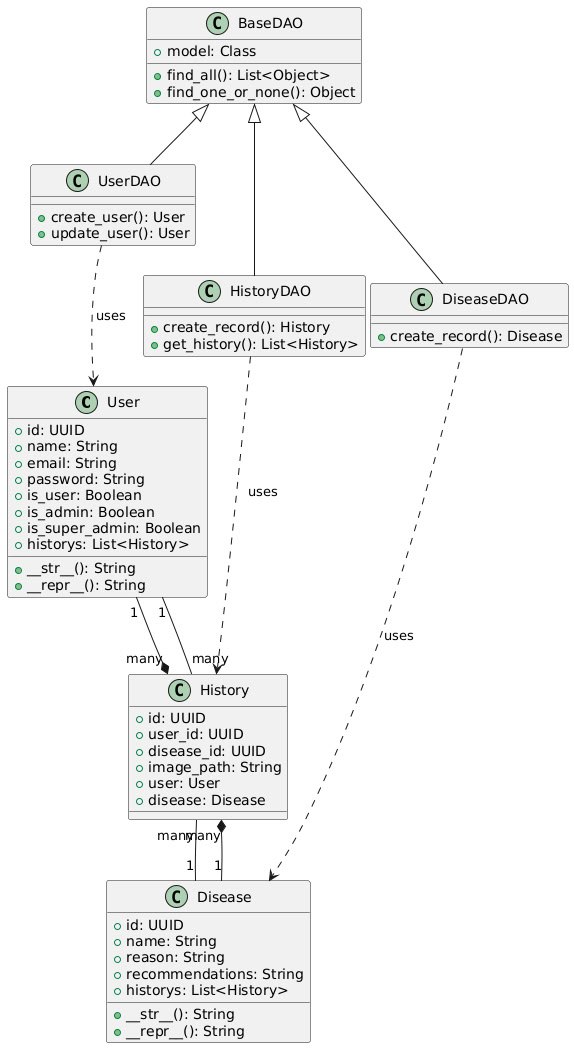 C BaseDAO
model: Class
find_all(): List<Object>
find_one_or_none(): Object
C UserDAO
create_user(): User
update_user(): User
C HistoryDAO
create_record(): History
get_history(): List<History>
C DiseaseDAO
create_record(): Disease
uses
C User
id: UUID
name: String
email: String
password: String
is_user: Boolean
is_admin: Boolean
is_super_admin: Boolean
historys: List<History>
__str__(): String
__repr__(): String
uses
uses
1 1
many many
C History
id: UUID
user_id: UUID
disease_id: UUID
image_path: String
user: User
disease: Disease
many many
1 1
C Disease
id: UUID
name: String
reason: String
recommendations: String
historys: List<History>
__str__(): String
__repr__(): String